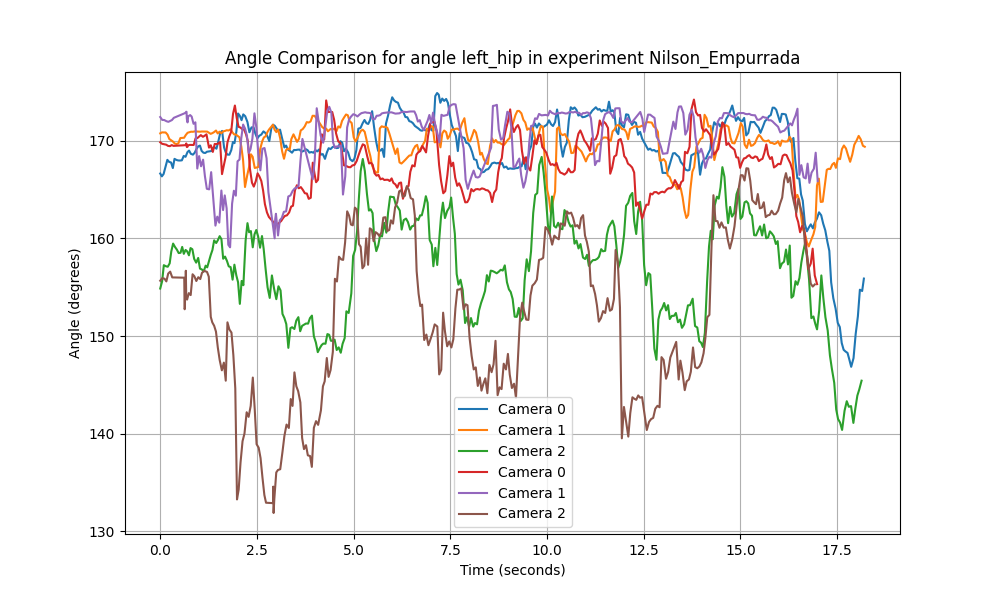 Angle Comparison for angle left_hip in experiment Nilson_Empurrada
Angle (degrees)
170
160
150
140
130
Camera 0
Camera 1
Camera 2
Camera 0
Camera 1
Camera 2
0.0 2.5 5.0 7.5 10.0 12.5 15.0 17.5
Time (seconds)